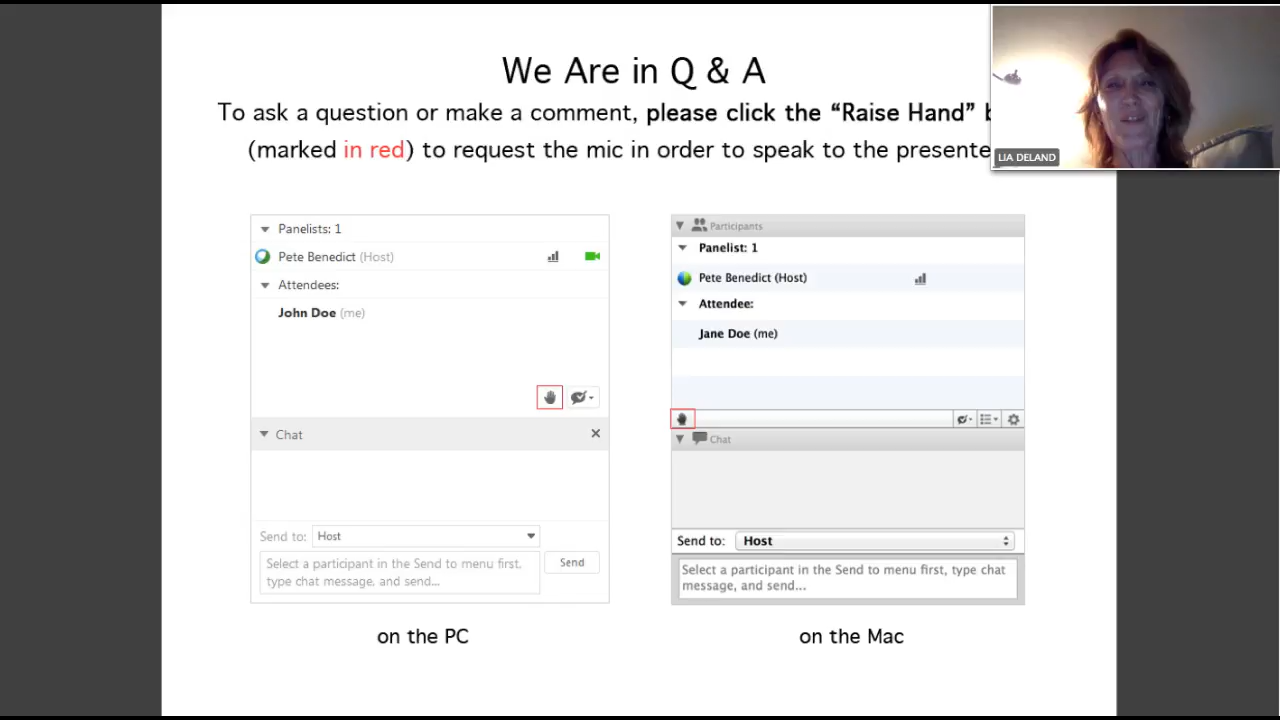 We Are in Q & A
To ask a question or make a comment, please click the “Raise Hand”
(marked in red) to request the mic in order to speak to the
LIA DELAND
Panelists: 1
Pete Benedict (Host)
Attendees:
John Doe (me)
Chat
Send to: Host
Select a participant in the Send to menu first,
type chat message, and send...
Send
on the PC
Participants
Panelist: 1
Pete Benedict (Host)
Attendee:
Jane Doe (me)
Chat
Send to: Host
Select a participant in the Send to menu first, type chat
message, and send...
on the Mac